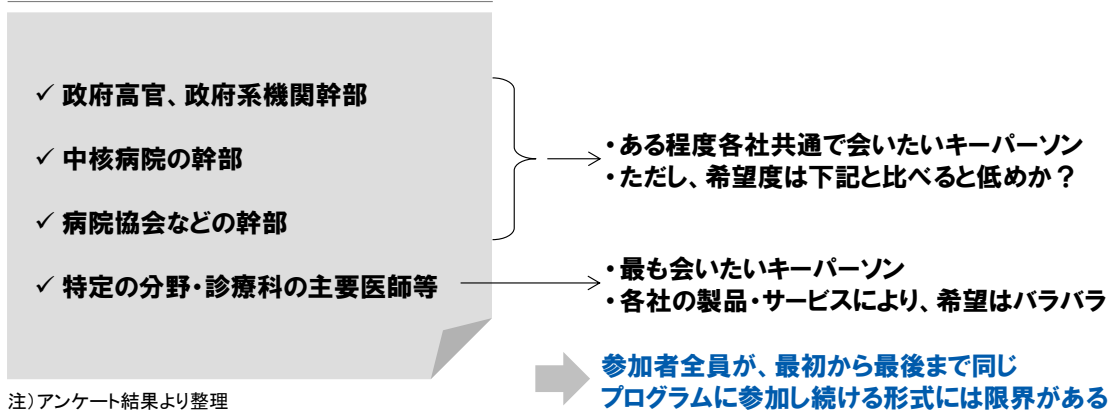 ✓ 政府高官、政府系機関幹部
✓ 中核病院の幹部
✓ 病院協会などの幹部
・ある程度各社共通で会いたいキーパーソン
・ただし、希望度は下記と比べると低めか？
✓ 特定の分野・診療科の主要医師等
・最も会いたいキーパーソン
・各社の製品・サービスにより、希望はバラバラ
参加者全員が、最初から最後まで同じ
プログラムに参加し続ける形式には限界がある
注）アンケート結果より整理